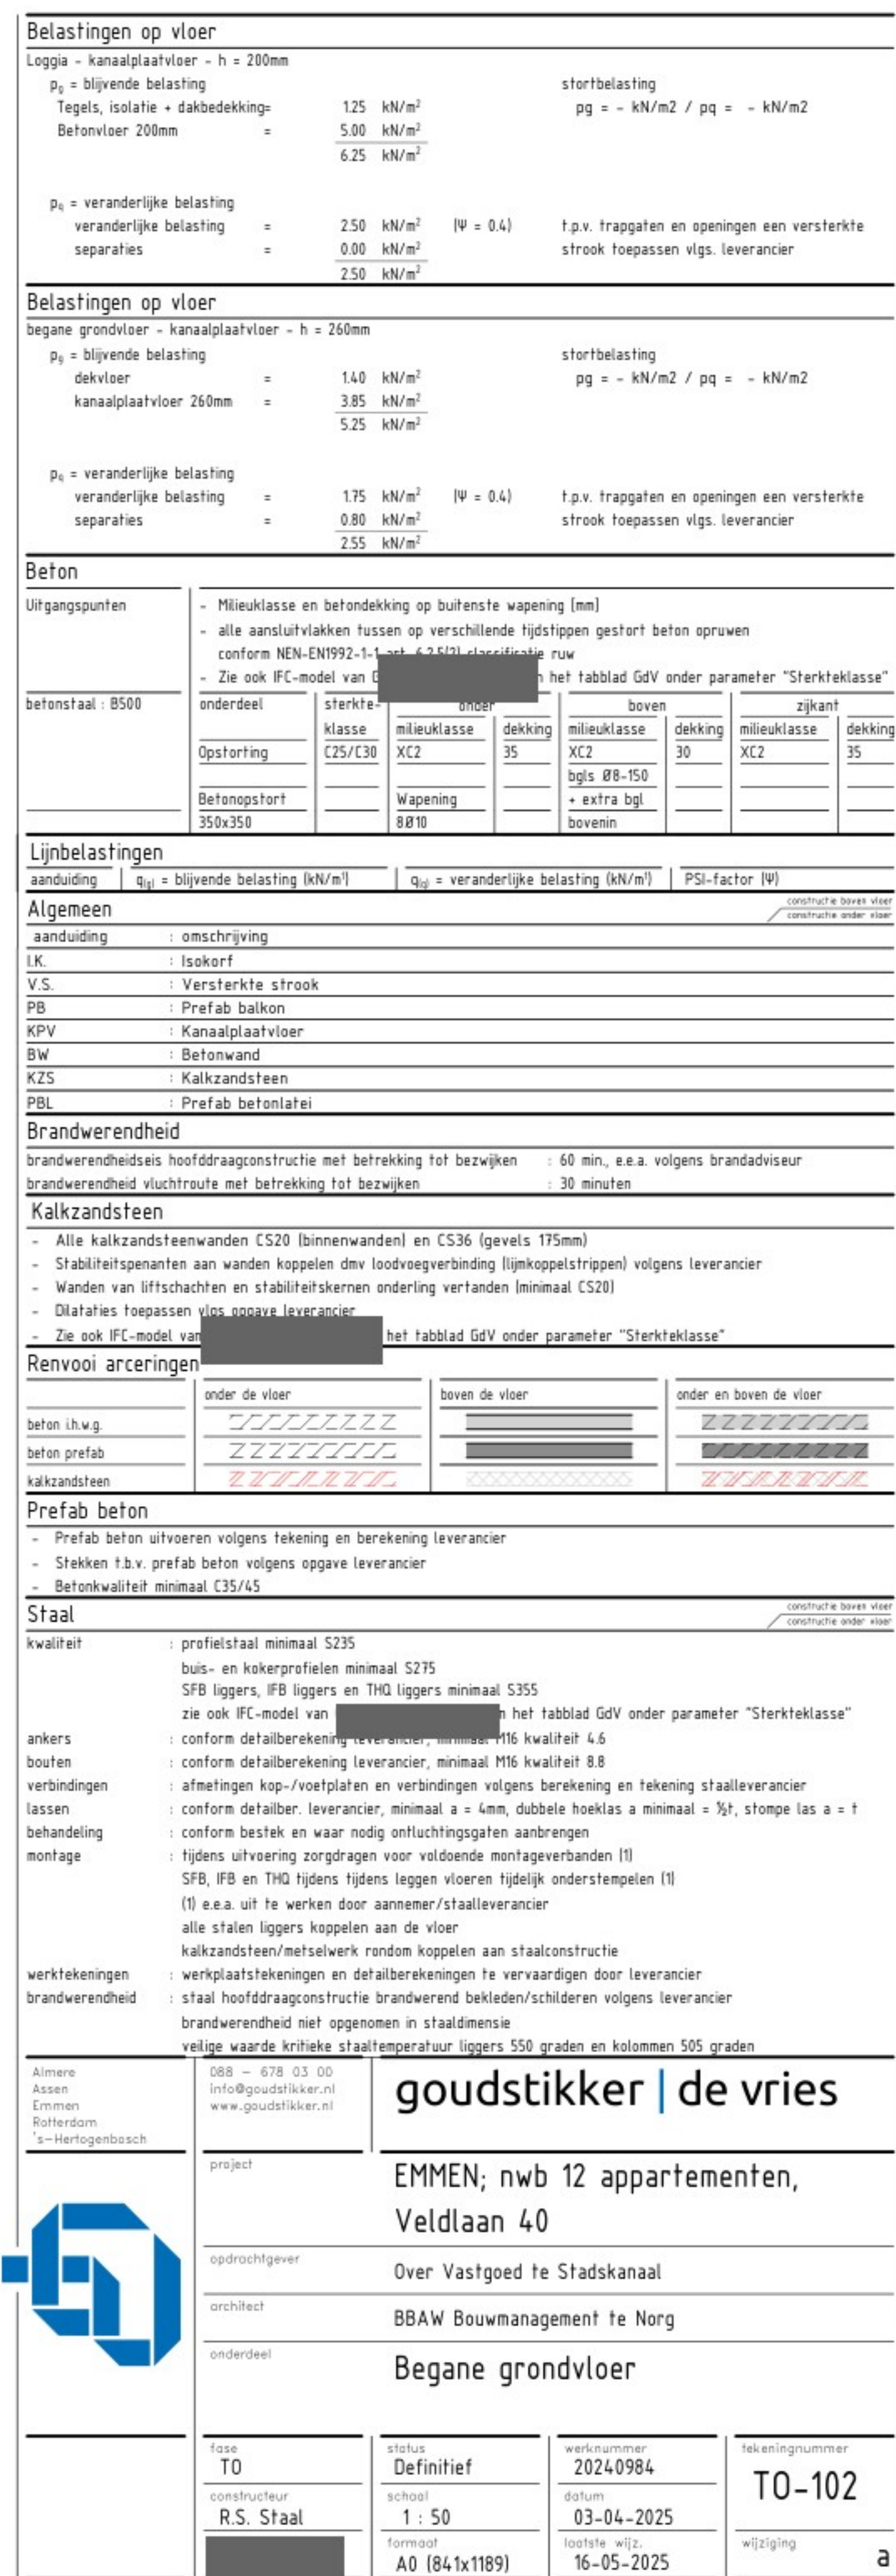 Belastingen op vloer
Loggia - kanaalplaatvloer - h = 200mm
pg = blijvende belasting stortbelasting
Tegels, isolatie + dakbedekking= 1.25 kN/m² pg = - kN/m2 / pq = - kN/m2
Betonvloer 200mm = 5.00 kN/m²
6.25 kN/m²
pq = veranderlijke belasting
veranderlijke belasting = 2.50 kN/m² (Ψ = 0.4) t.p.v. trapgaten en openingen een versterkte
separaties = 0.00 kN/m² strook toepassen vlgs. leverancier
2.50 kN/m²
Belastingen op vloer
begane grondvloer - kanaalplaatvloer - h = 260mm
pg = blijvende belasting stortbelasting
dekvloer = 1.40 kN/m² pg = - kN/m2 / pq = - kN/m2
kanaalplaatvloer 260mm = 3.85 kN/m²
5.25 kN/m²
pq = veranderlijke belasting
veranderlijke belasting = 1.75 kN/m² (Ψ = 0.4) t.p.v. trapgaten en openingen een versterkte
separaties = 0.80 kN/m² strook toepassen vlgs. leverancier
2.55 kN/m²
Beton
Uitgangspunten - Milieuklasse en betondekking op buitenste wapening [mm]
- alle aansluitvlakken tussen op verschillende tijdstippen gestort beton opruwen
conform NEN-EN1992-1-1 art. 6.2.5(2) classificatie ruw
- Zie ook IFC-model van het tabblad GdV onder parameter "Sterkteklasse"
betonstaal : B500 onderdeel sterkte- onder boven zijkant
klasse milieuklasse dekking milieuklasse dekking milieuklasse dekking
Opstorting C25/C30 XC2 35 XC2 30 XC2 35
bgls Ø8-150
Betonopstort Wapening + extra bgl
350x350 8Ø10 bovenin
Lijnbelastingen
aanduiding q(g) = blijvende belasting (kN/m¹) q(q) = veranderlijke belasting (kN/m¹) PSI-factor (Ψ)
Algemeen constructie boven vloer
constructie onder vloer
aanduiding : omschrijving
I.K. : Isokorf
V.S. : Versterkte strook
PB : Prefab balkon
KPV : Kanaalplaatvloer
BW : Betonwand
KZS : Kalkzandsteen
PBL : Prefab betonlatei
Brandwerendheid
brandwerendheidseis hoofddraagconstructie met betrekking tot bezwijken : 60 min., e.e.a. volgens brandadviseur
brandwerendheid vluchtroute met betrekking tot bezwijken : 30 minuten
Kalkzandsteen
- Alle kalkzandsteenwanden CS20 (binnenwanden) en CS36 (gevels 175mm)
- Stabiliteitspenanten aan wanden koppelen dmv loodvoegverbinding (lijmkoppelstrippen) volgens leverancier
- Wanden van liftschachten en stabiliteitskernen onderling vertanden (minimaal CS20)
- Dilataties toepassen vlgs opgave leverancier
- Zie ook IFC-model van het tabblad GdV onder parameter "Sterkteklasse"
Renvooi arceringen
onder de vloer boven de vloer onder en boven de vloer
beton i.h.w.g.
beton prefab
kalkzandsteen
Prefab beton
- Prefab beton uitvoeren volgens tekening en berekening leverancier
- Stekken t.b.v. prefab beton volgens opgave leverancier
- Betonkwaliteit minimaal C35/45
Staal constructie boven vloer
constructie onder vloer
kwaliteit : profielstaal minimaal S235
buis- en kokerprofielen minimaal S275
SFB liggers, IFB liggers en THQ liggers minimaal S355
zie ook IFC-model van het tabblad GdV onder parameter "Sterkteklasse"
ankers : conform detailberekening leverancier, minimaal M16 kwaliteit 4.6
bouten : conform detailberekening leverancier, minimaal M16 kwaliteit 8.8
verbindingen : afmetingen kop-/voetplaten en verbindingen volgens berekening en tekening staalleverancier
lassen : conform detailber. leverancier, minimaal a = 4mm, dubbele hoeklas a minimaal = ½t, stompe las a = t
behandeling : conform bestek en waar nodig ontluchtingsgaten aanbrengen
montage : tijdens uitvoering zorgdragen voor voldoende montageverbanden (1)
SFB, IFB en THQ tijdens tijdens leggen vloeren tijdelijk onderstempelen (1)
(1) e.e.a. uit te werken door aannemer/staalleverancier
alle stalen liggers koppelen aan de vloer
kalkzandsteen/metselwerk rondom koppelen aan staalconstructie
werktekeningen : werkplaatstekeningen en detailberekeningen te vervaardigen door leverancier
brandwerendheid : staal hoofddraagconstructie brandwerend bekleden/schilderen volgens leverancier
brandwerendheid niet opgenomen in staaldimensie
veilige waarde kritieke staaltemperatuur liggers 550 graden en kolommen 505 graden
Almere
Assen
Emmen
Rotterdam
's-Hertogenbosch
088 - 678 03 00
info@goudstikker.nl
www.goudstikker.nl
goudstikker | de vries
project EMMEN; nwb 12 appartementen,
Veldlaan 40
opdrachtgever Over Vastgoed te Stadskanaal
architect BBAW Bouwmanagement te Norg
onderdeel Begane grondvloer
fase status werknummer tekeningnummer
TO Definitief 20240984 TO-102
constructeur schaal datum
R.S. Staal 1 : 50 03-04-2025
formaat laatste wijz. wijziging
A0 (841x1189) 16-05-2025 a